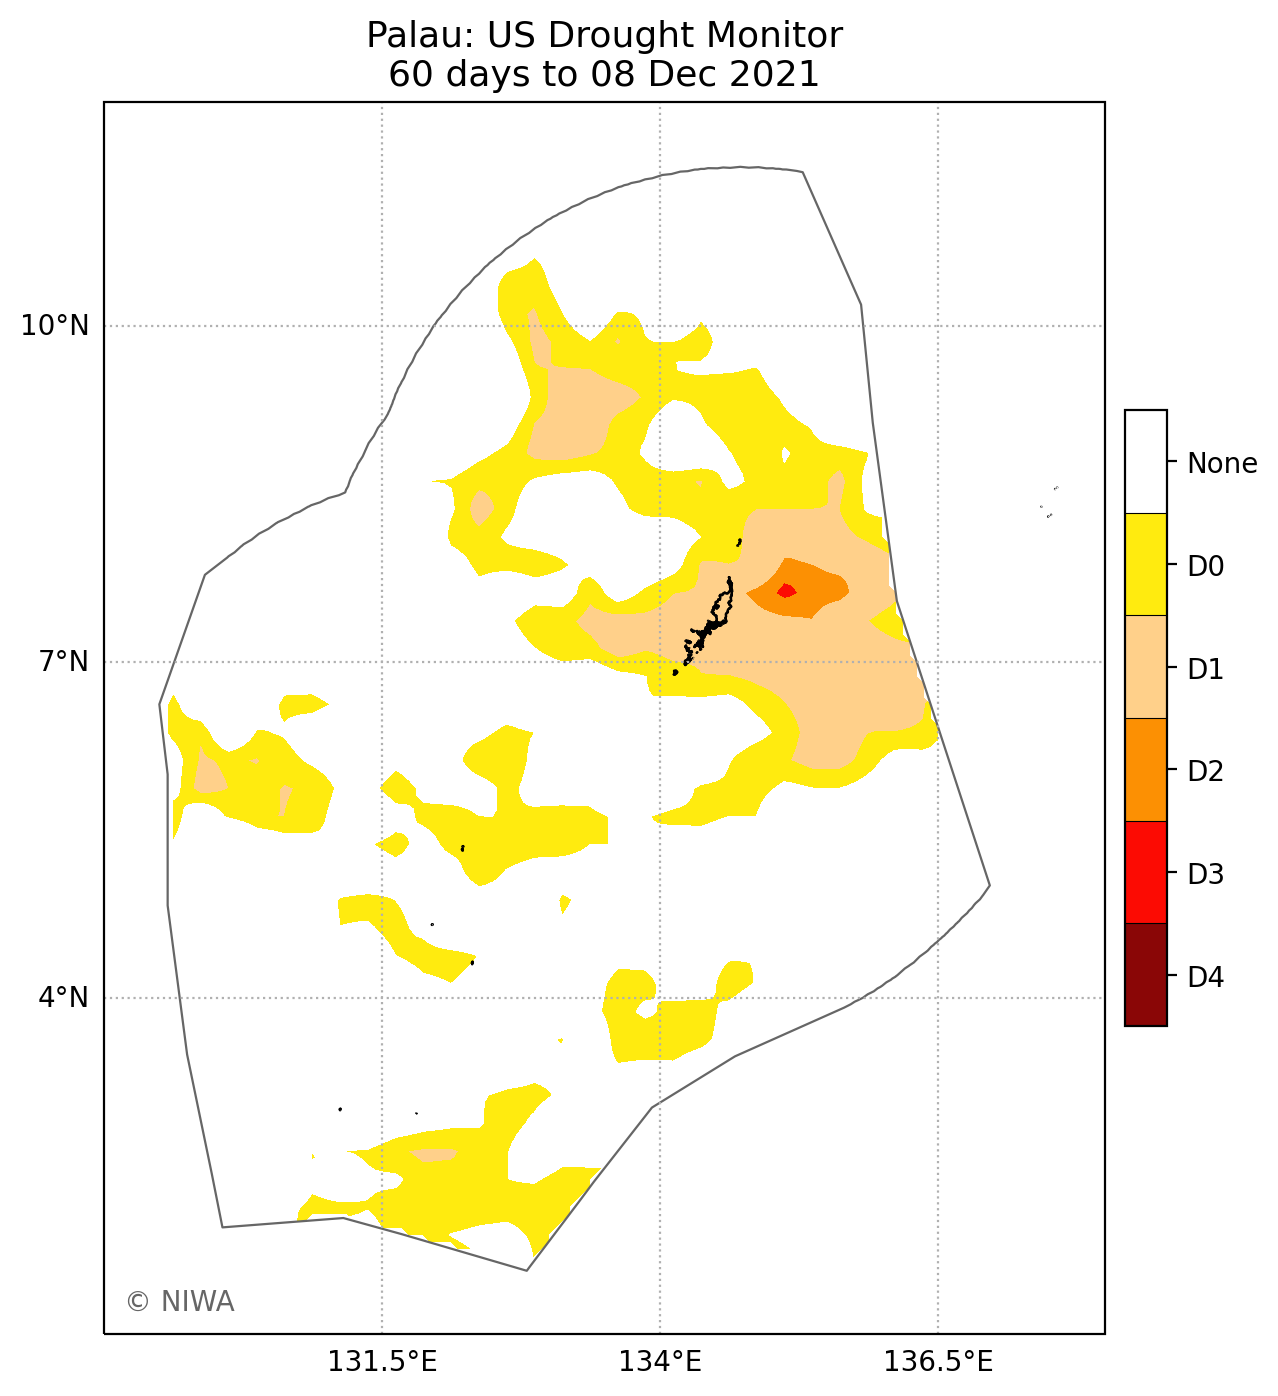 Palau: US Drought Monitor
60 days to 08 Dec 2021
10°N
7°N
4°N
131.5°E
134°E
136.5°E
None
D0
D1
D2
D3
D4
© NIWA